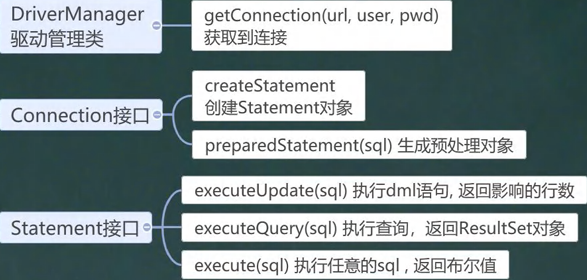 DriverManager
驱动管理类
getConnection(url, user, pwd)
获取到连接
Connection接口
createStatement
创建Statement对象
preparedStatement(sql) 生成预处理对象
Statement接口
executeUpdate(sql) 执行dml语句, 返回影响的行数
executeQuery(sql) 执行查询，返回ResultSet对象
execute(sql) 执行任意的sql , 返回布尔值